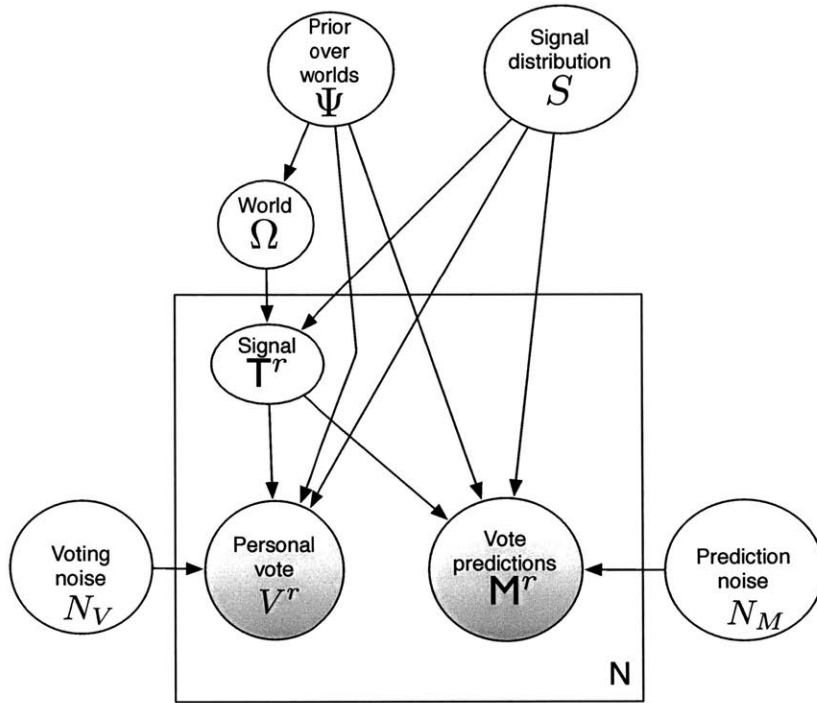 Prior
over
worlds
Ψ
Signal
distribution
S
World
Ω
Signal
T^r
Voting
noise
N_V
Personal
vote
V^r
Vote
predictions
M^r
Prediction
noise
N_M
N